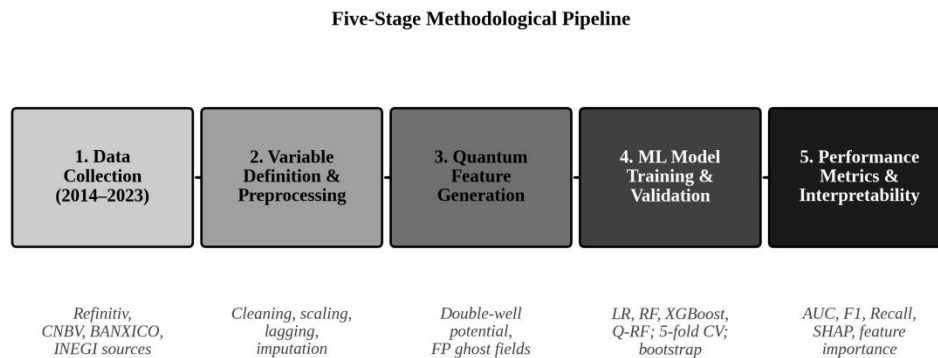 Five-Stage Methodological Pipeline
1. Data
Collection
(2014–2023)
2. Variable
Definition &
Preprocessing
3. Quantum
Feature
Generation
4. ML Model
Training &
Validation
5. Performance
Metrics &
Interpretability
Refinitiv,
CNBV, BANXICO,
INEGI sources
Cleaning, scaling,
lagging,
imputation
Double-well
potential,
FP ghost fields
LR, RF, XGBoost,
Q-RF; 5-fold CV;
bootstrap
AUC, F1, Recall,
SHAP, feature
importance